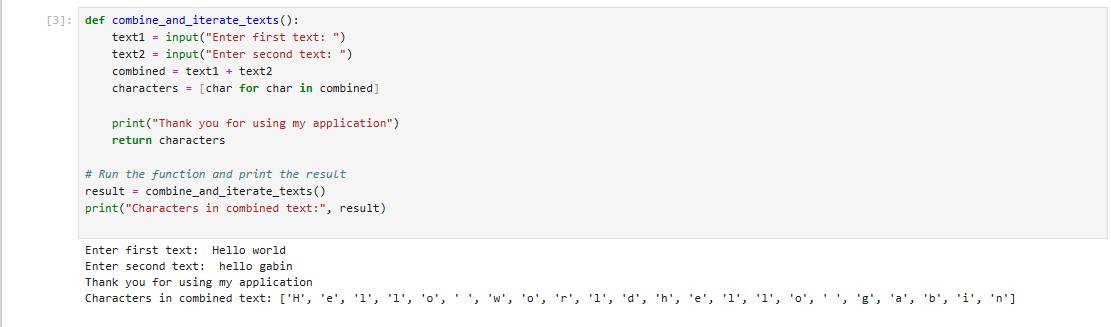 [3]: def combine_and_iterate_texts():
    text1 = input("Enter first text: ")
    text2 = input("Enter second text: ")
    combined = text1 + text2
    characters = [char for char in combined]

    print("Thank you for using my application")
    return characters

# Run the function and print the result
result = combine_and_iterate_texts()
print("Characters in combined text:", result)

Enter first text:  Hello world
Enter second text:  hello gabin
Thank you for using my application
Characters in combined text: ['H', 'e', 'l', 'l', 'o', ' ', 'w', 'o', 'r', 'l', 'd', 'h', 'e', 'l', 'l', 'o', ' ', 'g', 'a', 'b', 'i', 'n']